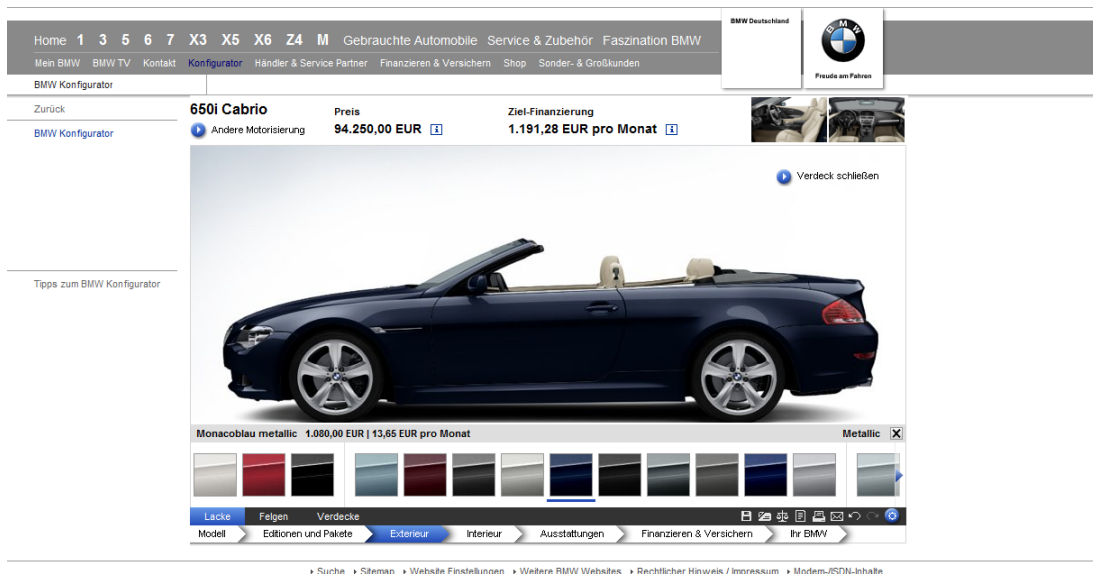 BMW Deutschland
BMW
Freude am Fahren
Home 1 3 5 6 7 X3 X5 X6 Z4 M Gebrauchte Automobile Service & Zubehör Faszination BMW
Mein BMW BMW TV Kontakt Konfigurator Händler & Service Partner Finanzieren & Versichern Shop Sonder- & Großkunden
BMW Konfigurator
Zurück
BMW Konfigurator
Tipps zum BMW Konfigurator
650i Cabrio
Andere Motorisierung
Preis
94.250,00 EUR i
Ziel-Finanzierung
1.191,28 EUR pro Monat i
Verdeck schließen
Monacoblau metallic 1.080,00 EUR | 13,65 EUR pro Monat Metallic
Lacke Felgen Verdecke
Modell Editionen und Pakete Exterieur Interieur Ausstattungen Finanzieren & Versichern Ihr BMW
Suche Sitemap Website Einstellungen Weitere BMW Websites Rechtlicher Hinweis / Impressum Modem-/ISDN-Inhalte